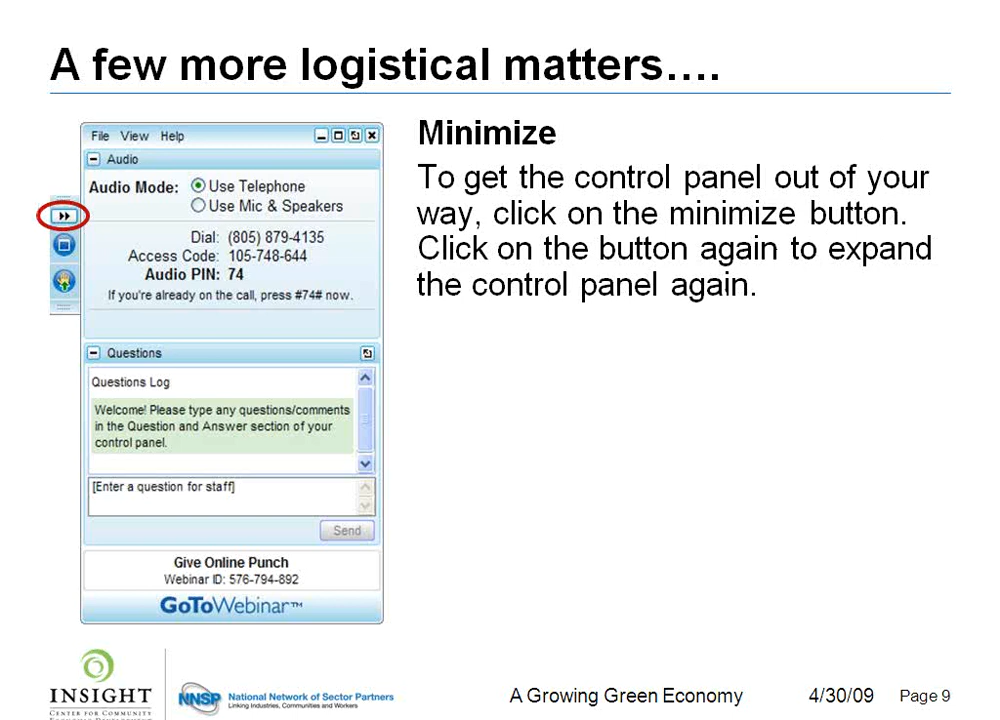 A few more logistical matters….
File View Help
Audio
Audio Mode: Use Telephone
Use Mic & Speakers
Dial: (805) 879-4135
Access Code: 105-748-644
Audio PIN: 74
If you're already on the call, press #74# now.
Questions
Questions Log
Welcome! Please type any questions/comments
in the Question and Answer section of your
control panel.
[Enter a question for staff]
Send
Give Online Punch
Webinar ID: 576-794-892
GoToWebinar™
Minimize
To get the control panel out of your
way, click on the minimize button.
Click on the button again to expand
the control panel again.
INSIGHT
CENTER FOR COMMUNITY
ECONOMIC DEVELOPMENT
NNSP
National Network of Sector Partners
Linking Industries, Communities and Workers
A Growing Green Economy
4/30/09
Page 9